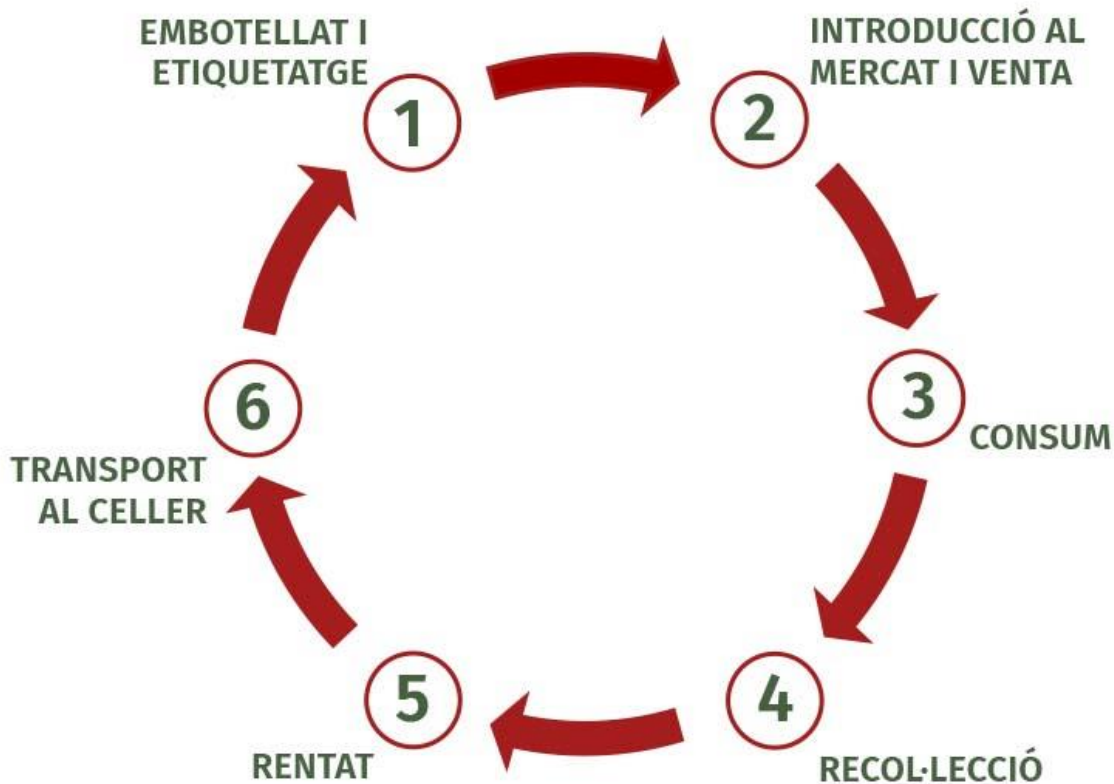 EMBOTELLAT I
ETIQUETATGE
1
2
INTRODUCCIÓ AL
MERCAT I VENTA
3
CONSUM
4
RECOL·LECCIÓ
5
RENTAT
6
TRANSPORT
AL CELLER